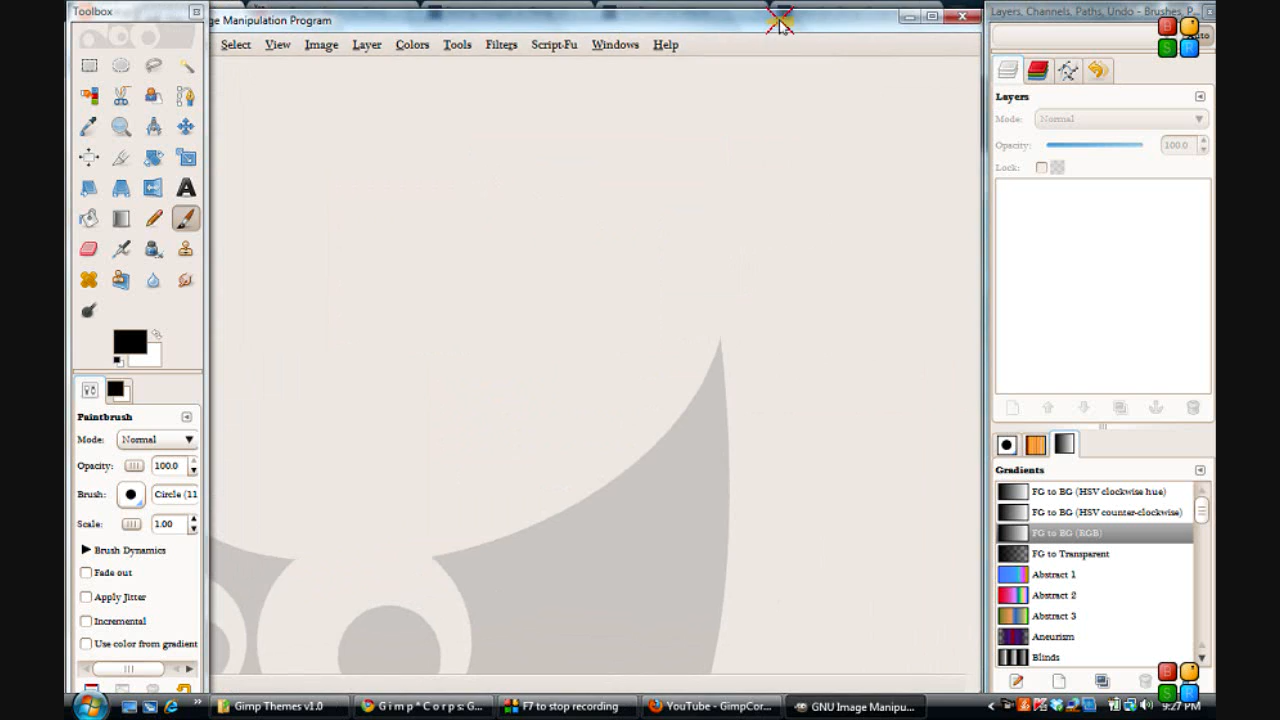 Toolbox
ge Manipulation Program
Layers, Channels, Paths, Undo - Brushes, P...
Select View Image Layer Colors Tools Filters Script-Fu Windows Help
Auto
Layers
Mode: Normal
Opacity: 100.0
Lock:
Paintbrush
Mode: Normal
Opacity: 100.0
Brush: Circle (11
Scale: 1.00
Brush Dynamics
Fade out
Apply Jitter
Incremental
Use color from gradient
Gradients
FG to BG (HSV clockwise hue)
FG to BG (HSV counter-clockwise)
FG to BG (RGB)
FG to Transparent
Abstract 1
Abstract 2
Abstract 3
Aneurism
Blinds
B
S R
B
S R
Gimp Themes v1.0
G i m p * C o r p s: G...
F7 to stop recording
YouTube - GimpCor...
GNU Image Manipu...
9:27 PM